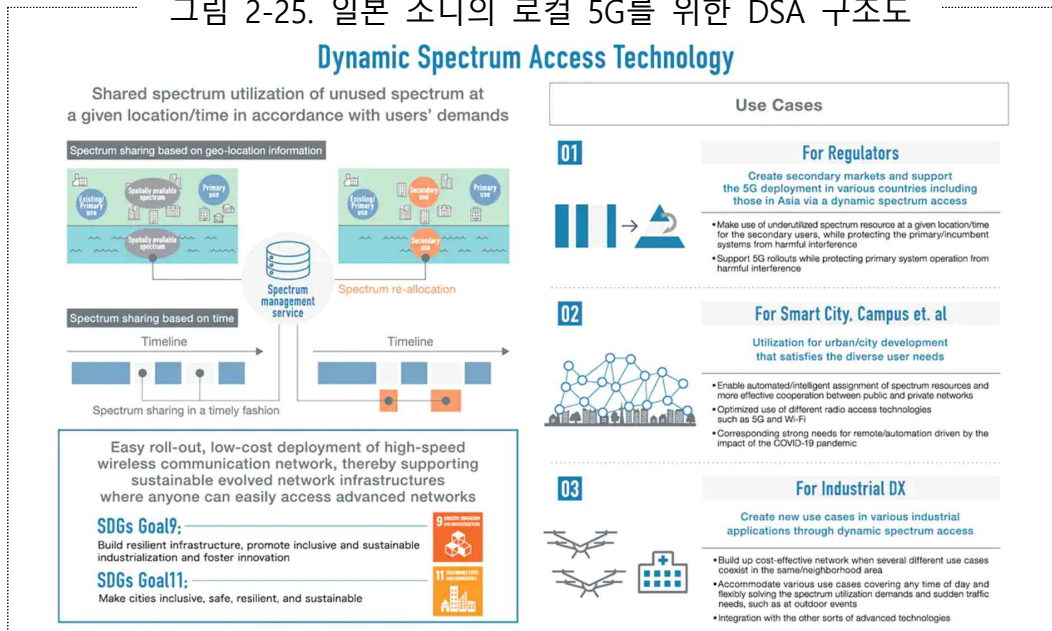 그림 2-25. 일본 소니의 로컬 5G를 위한 DSA 구조도
Dynamic Spectrum Access Technology
Shared spectrum utilization of unused spectrum at
a given location/time in accordance with users' demands
Spectrum sharing based on geo-location information
Existing/
Primary
use
Spatially available
spectrum
Primary
use
Spatially available
spectrum
Existing/
Primary
use
Secondary
use
Primary
use
Secondary
use
Spectrum
management
service
Spectrum re-allocation
Spectrum sharing based on time
Timeline
Timeline
Spectrum sharing in a timely fashion
Easy roll-out, low-cost deployment of high-speed
wireless communication network, thereby supporting
sustainable evolved network infrastructures
where anyone can easily access advanced networks
SDGs Goal9;
Build resilient infrastructure, promote inclusive and sustainable
industrialization and foster innovation
9 INDUSTRY, INNOVATION
AND INFRASTRUCTURE
SDGs Goal11;
Make cities inclusive, safe, resilient, and sustainable
11 SUSTAINABLE CITIES
AND COMMUNITIES
Use Cases
01
For Regulators
Create secondary markets and support
the 5G deployment in various countries including
those in Asia via a dynamic spectrum access
•Make use of underutilized spectrum resource at a given location/time
for the secondary users, while protecting the primary/incumbent
systems from harmful interference
•Support 5G rollouts while protecting primary system operation from
harmful interference
02
For Smart City, Campus et. al
Utilization for urban/city development
that satisfies the diverse user needs
•Enable automated/intelligent assignment of spectrum resources and
more effective cooperation between public and private networks
•Optimized use of different radio access technologies
such as 5G and Wi-Fi
•Corresponding strong needs for remote/automation driven by the
impact of the COVID-19 pandemic
03
For Industrial DX
Create new use cases in various industrial
applications through dynamic spectrum access
•Build up cost-effective network when several different use cases
coexist in the same/neighborhood area
•Accommodate various use cases covering any time of day and
flexibly solving the spectrum utilization demands and sudden traffic
needs, such as at outdoor events
•Integration with the other sorts of advanced technologies